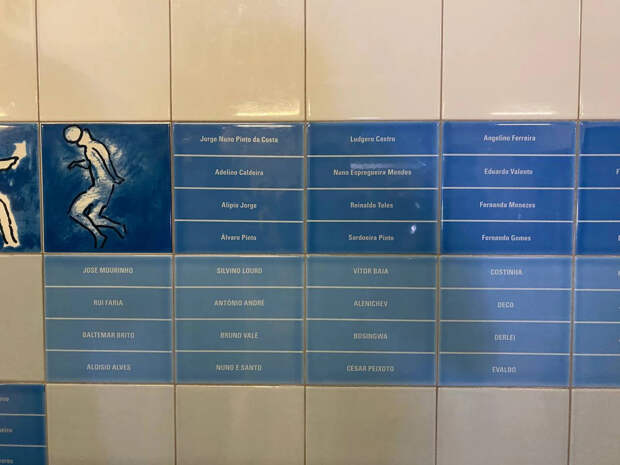 Jorge Nuno Pinto da Costa
Adelino Caldeira
Alípio Jorge
Álvaro Pinto
Ludgero Castro
Nuno Espregueira Mendes
Reinaldo Teles
Sardoeira Pinto
Angelino Ferreira
Eduardo Valente
Fernanda Menezes
Fernando Gomes
JOSÉ MOURINHO
RUI FARIA
BALTEMAR BRITO
ALOISIO ALVES
SILVINO LOURO
ANTÓNIO ANDRÉ
BRUNO VALE
NUNO E SANTO
VÍTOR BAÍA
ALENICHEV
BOSINGWA
CÉSAR PEIXOTO
COSTINHA
DECO
DERLEI
EVALDO